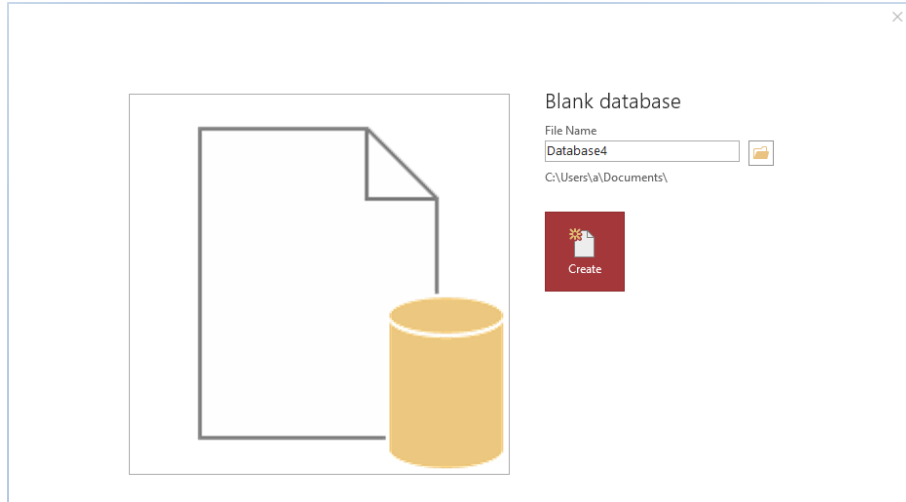 Blank database
File Name
Database4
C:\Users\a\Documents\
Create